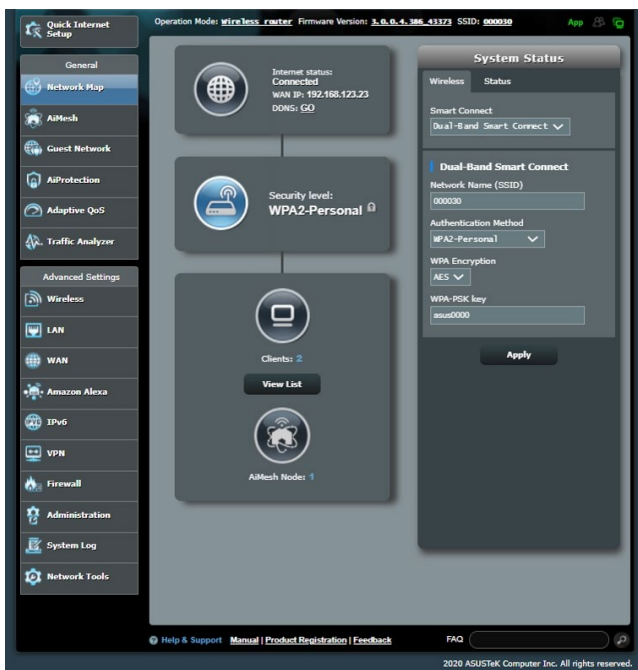 Quick Internet
Setup
Operation Mode: Wireless router Firmware Version: 3.0.0.4.386_43373 SSID: 000030
App
General
Network Map
AiMesh
Guest Network
AiProtection
Adaptive QoS
Traffic Analyzer
Advanced Settings
Wireless
LAN
WAN
Amazon Alexa
IPv6
VPN
Firewall
Administration
System Log
Network Tools
Internet status:
Connected
WAN IP: 192.168.123.23
DDNS: GO
Security level:
WPA2-Personal
Clients: 2
View List
AiMesh Node: 1
System Status
Wireless Status
Smart Connect
Dual-Band Smart Connect
Dual-Band Smart Connect
Network Name (SSID)
000030
Authentication Method
WPA2-Personal
WPA Encryption
AES
WPA-PSK key
asus0000
Apply
Help & Support Manual | Product Registration | Feedback FAQ
2020 ASUSTeK Computer Inc. All rights reserved.